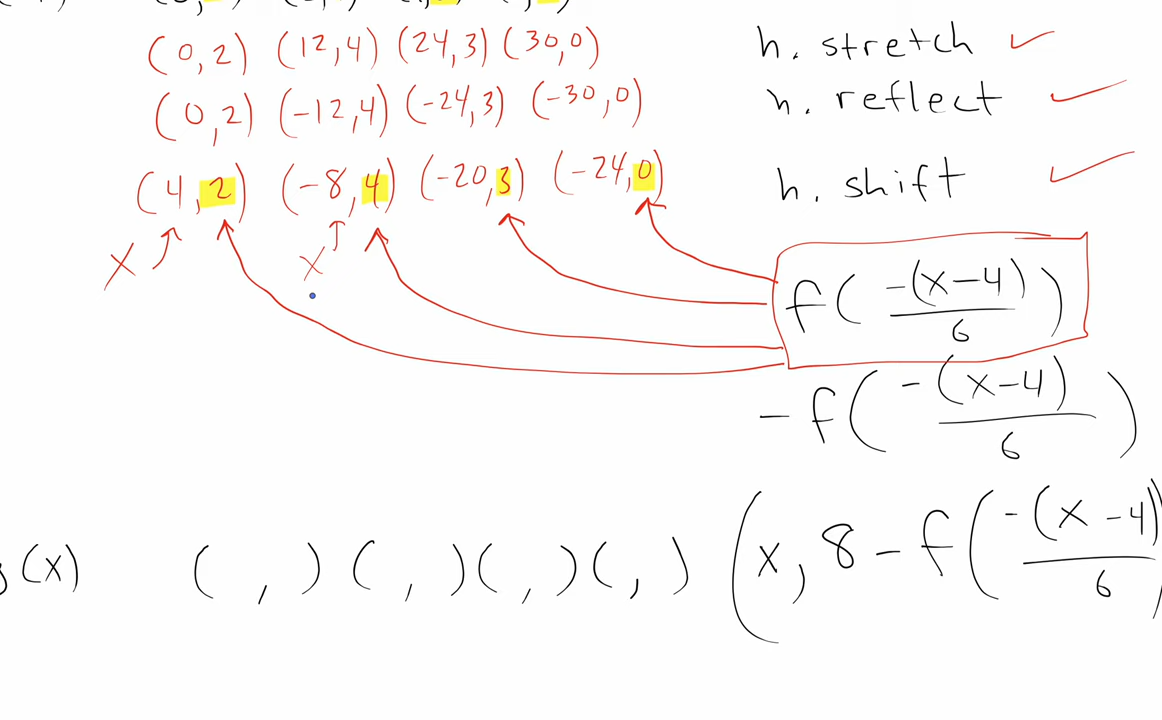 (0,2) (12,4) (24,3) (30,0) h. stretch ✓
(0,2) (-12,4) (-24,3) (-30,0) h. reflect ✓
(4,2) (-8,4) (-20,3) (-24,0) h. shift ✓
x x
f(-(x-4)/6)
-f(-(x-4)/6)
(x) ( , ) ( , ) ( , ) ( , ) (x, 8 - f(-(x-4)/6